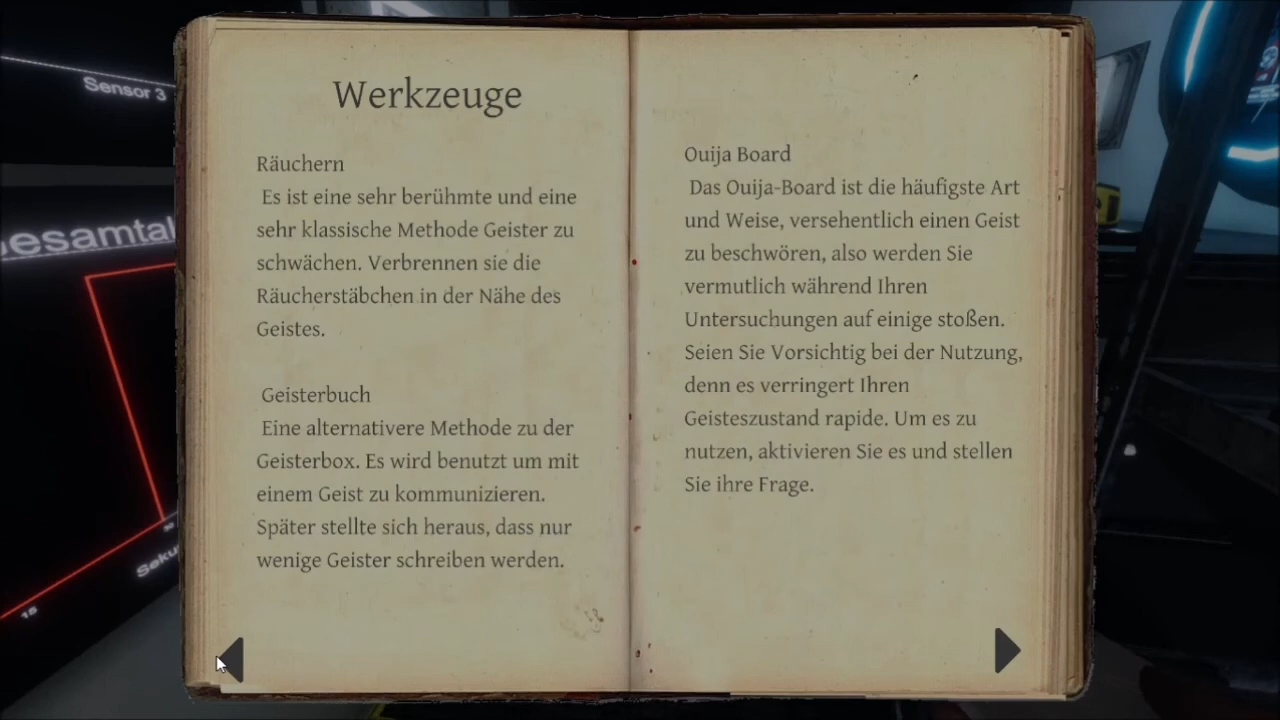 Sensor 3
Werkzeuge
Räuchern
Es ist eine sehr berühmte und eine
sehr klassische Methode Geister zu
schwächen. Verbrennen sie die
Räucherstäbchen in der Nähe des
Geistes.
Geisterbuch
Eine alternativere Methode zu der
Geisterbox. Es wird benutzt um mit
einem Geist zu kommunizieren.
Später stellte sich heraus, dass nur
wenige Geister schreiben werden.
Ouija Board
Das Ouija-Board ist die häufigste Art
und Weise, versehentlich einen Geist
zu beschwören, also werden Sie
vermutlich während Ihren
Untersuchungen auf einige stoßen.
Seien Sie Vorsichtig bei der Nutzung,
denn es verringert Ihren
Geisteszustand rapide. Um es zu
nutzen, aktivieren Sie es und stellen
Sie ihre Frage.
esamtak
Seku
15